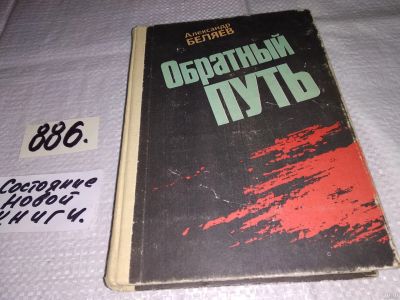 Александр
БЕЛЯЕВ
Обратный
ПУТЬ
886.
Состояние
новой
книги.